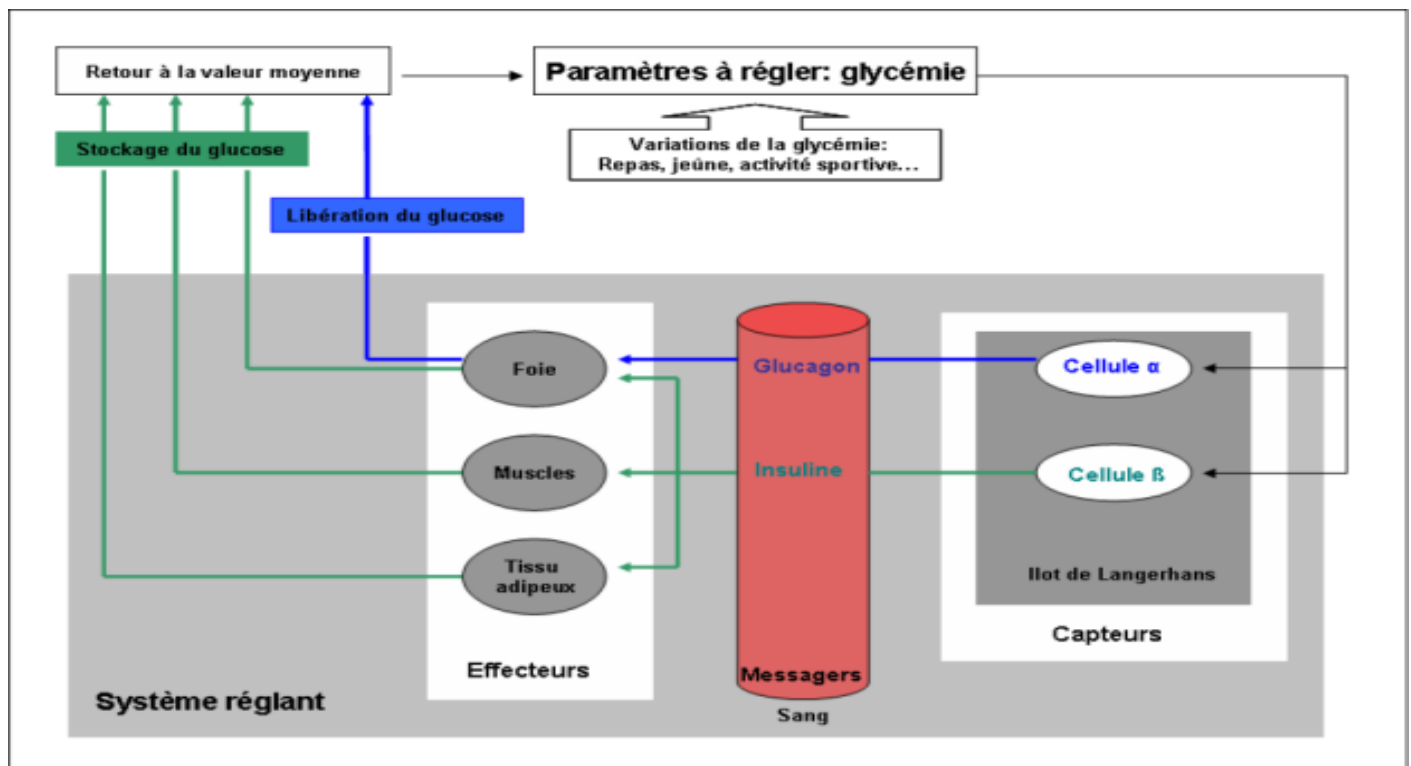 Retour à la valeur moyenne
Paramètres à régler: glycémie
Stockage du glucose
Variations de la glycémie:
Repas, jeûne, activité sportive...
Libération du glucose
Foie
Glucagon
Cellule α
Muscles
Insuline
Cellule ß
Tissu
adipeux
Ilot de Langerhans
Capteurs
Effecteurs
Messagers
Système réglant
Sang